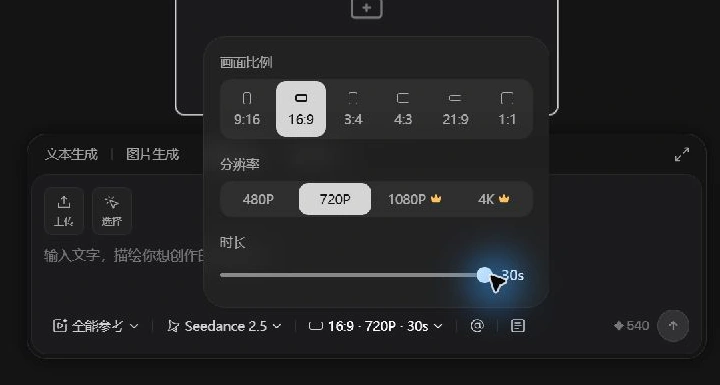 画面比例
9:16 16:9 3:4 4:3 21:9 1:1
文本生成 图片生成
分辨率
480P 720P 1080P 4K
上传 选择
时长
输入文字，描绘你想创作
30s
全能参考 Seedance 2.5 16:9 · 720P · 30s @ 540